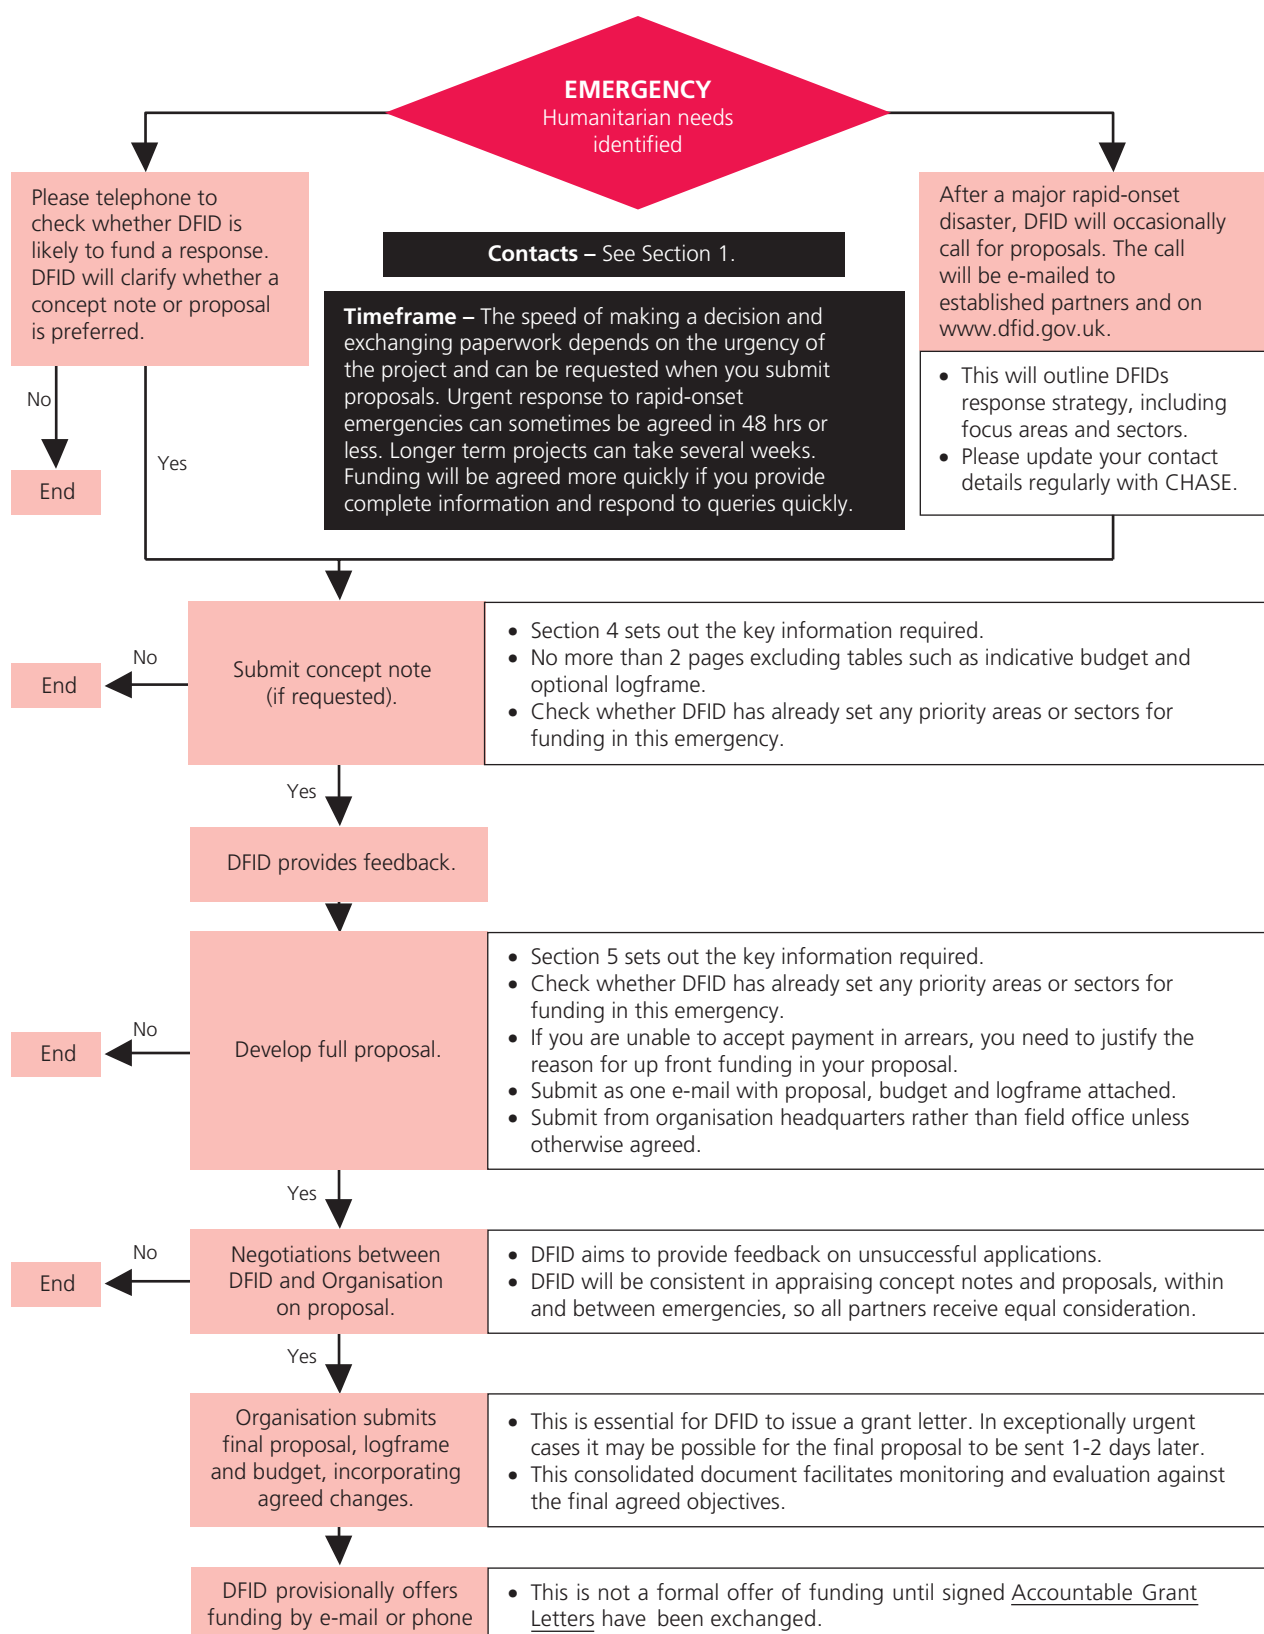 EMERGENCY
Humanitarian needs
identified
Please telephone to
check whether DFID is
likely to fund a response.
DFID will clarify whether a
concept note or proposal
is preferred.
No
End
Yes
Contacts – See Section 1.
Timeframe – The speed of making a decision and
exchanging paperwork depends on the urgency of
the project and can be requested when you submit
proposals. Urgent response to rapid-onset
emergencies can sometimes be agreed in 48 hrs or
less. Longer term projects can take several weeks.
Funding will be agreed more quickly if you provide
complete information and respond to queries quickly.
After a major rapid-onset
disaster, DFID will occasionally
call for proposals. The call
will be e-mailed to
established partners and on
www.dfid.gov.uk.
• This will outline DFIDs
response strategy, including
focus areas and sectors.
• Please update your contact
details regularly with CHASE.
Submit concept note
(if requested).
No
End
• Section 4 sets out the key information required.
• No more than 2 pages excluding tables such as indicative budget and
optional logframe.
• Check whether DFID has already set any priority areas or sectors for
funding in this emergency.
Yes
DFID provides feedback.
Develop full proposal.
No
End
• Section 5 sets out the key information required.
• Check whether DFID has already set any priority areas or sectors for
funding in this emergency.
• If you are unable to accept payment in arrears, you need to justify the
reason for up front funding in your proposal.
• Submit as one e-mail with proposal, budget and logframe attached.
• Submit from organisation headquarters rather than field office unless
otherwise agreed.
Yes
Negotiations between
DFID and Organisation
on proposal.
No
End
• DFID aims to provide feedback on unsuccessful applications.
• DFID will be consistent in appraising concept notes and proposals, within
and between emergencies, so all partners receive equal consideration.
Yes
Organisation submits
final proposal, logframe
and budget, incorporating
agreed changes.
• This is essential for DFID to issue a grant letter. In exceptionally urgent
cases it may be possible for the final proposal to be sent 1-2 days later.
• This consolidated document facilitates monitoring and evaluation against
the final agreed objectives.
DFID provisionally offers
funding by e-mail or phone
• This is not a formal offer of funding until signed Accountable Grant
Letters have been exchanged.